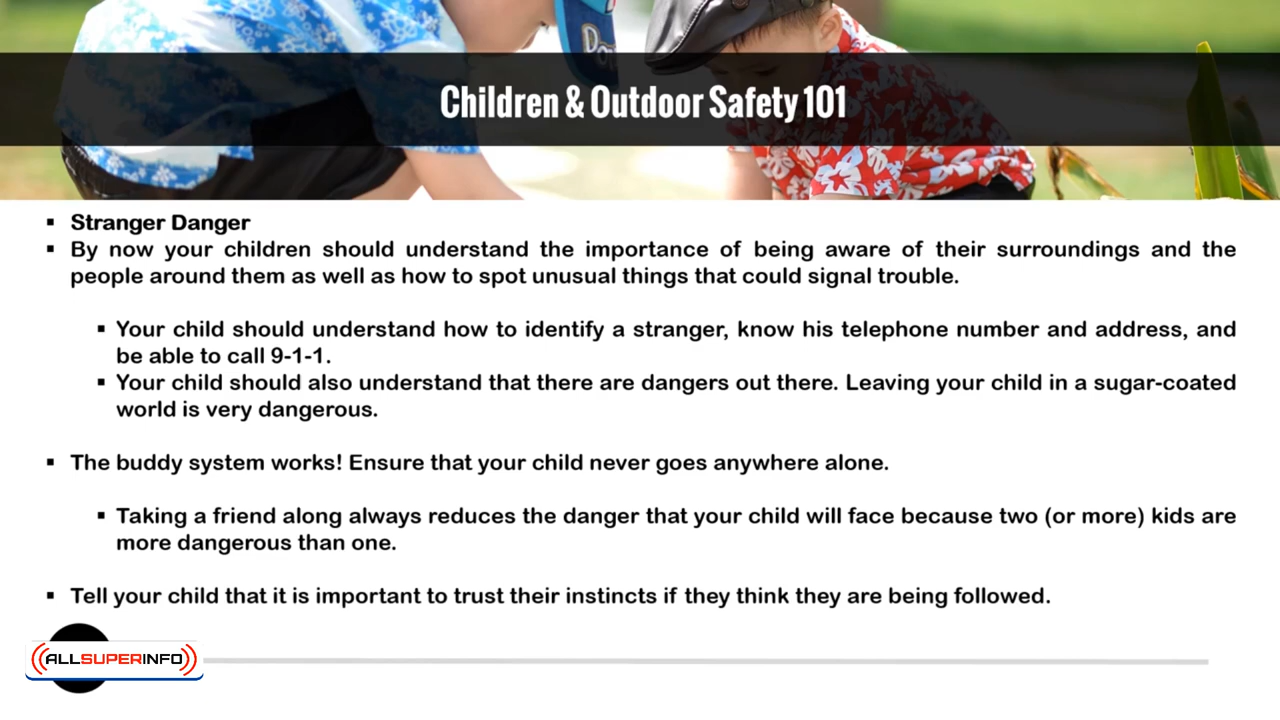 Do
Children & Outdoor Safety 101
▪ Stranger Danger
▪ By now your children should understand the importance of being aware of their surroundings and the
people around them as well as how to spot unusual things that could signal trouble.
▪ Your child should understand how to identify a stranger, know his telephone number and address, and
be able to call 9-1-1.
▪ Your child should also understand that there are dangers out there. Leaving your child in a sugar-coated
world is very dangerous.
▪ The buddy system works! Ensure that your child never goes anywhere alone.
▪ Taking a friend along always reduces the danger that your child will face because two (or more) kids are
more dangerous than one.
▪ Tell your child that it is important to trust their instincts if they think they are being followed.
ALLSUPERINFO